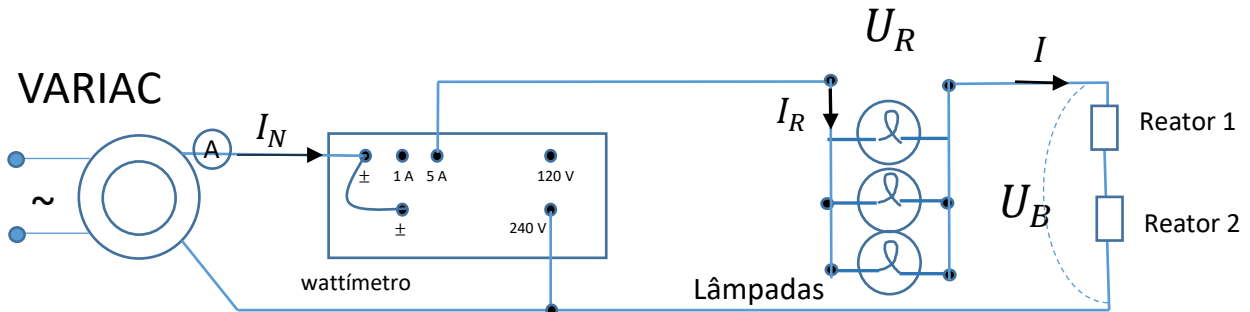 U_R
I
VARIAC
I_N
I_R
A
Reator 1
± 1 A 5 A 120 V
~
U_B
Reator 2
± 240 V
wattímetro
Lâmpadas